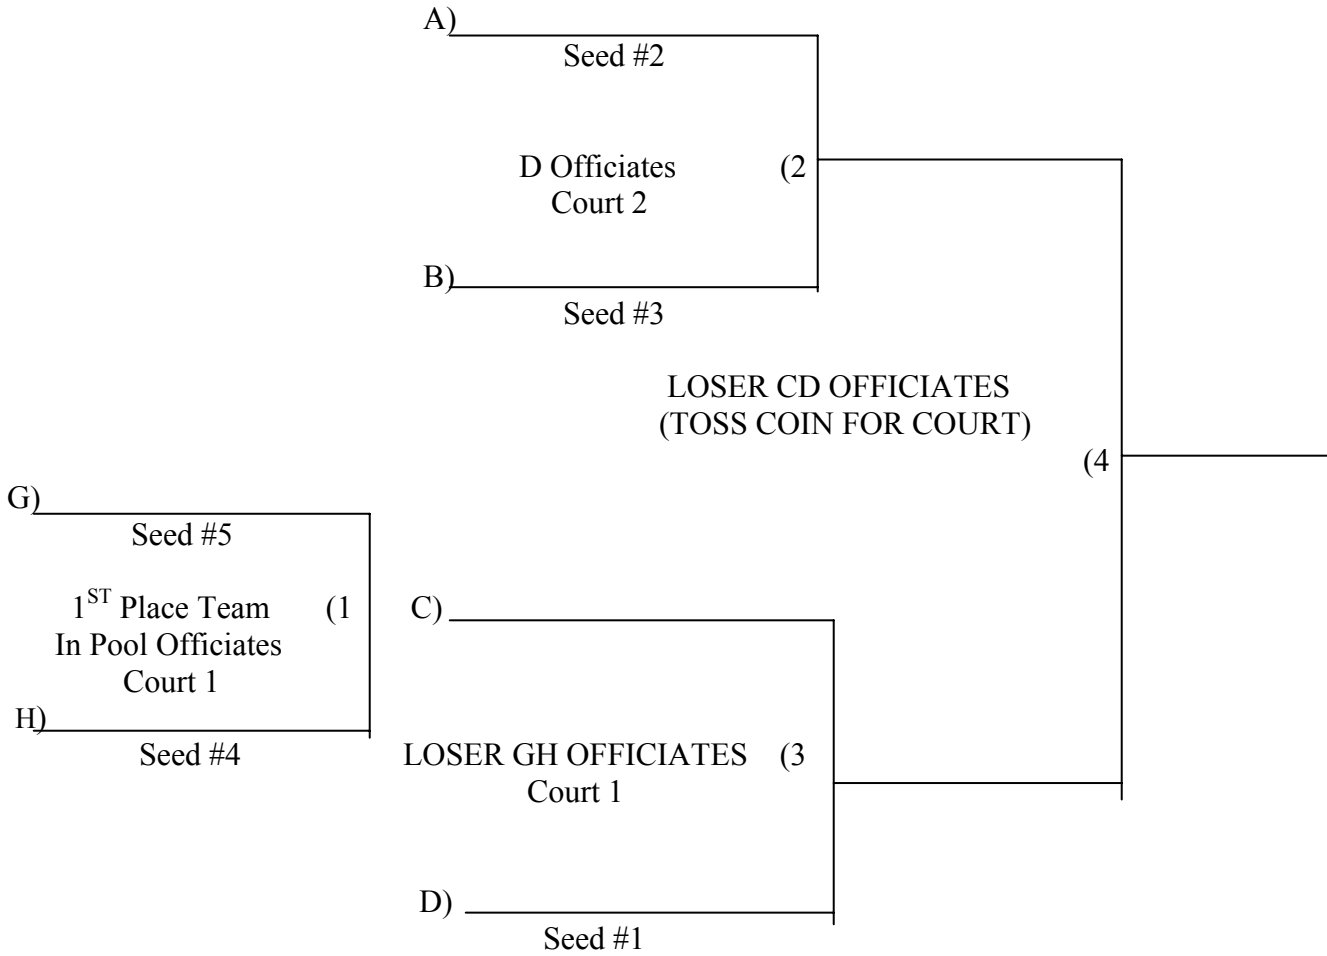 A)
Seed #2
D Officiates (2
Court 2
B)
Seed #3
LOSER CD OFFICIATES
(TOSS COIN FOR COURT)
(4
G)
Seed #5
1ST Place Team (1
In Pool Officiates
Court 1
H)
Seed #4
C)
LOSER GH OFFICIATES (3
Court 1
D)
Seed #1